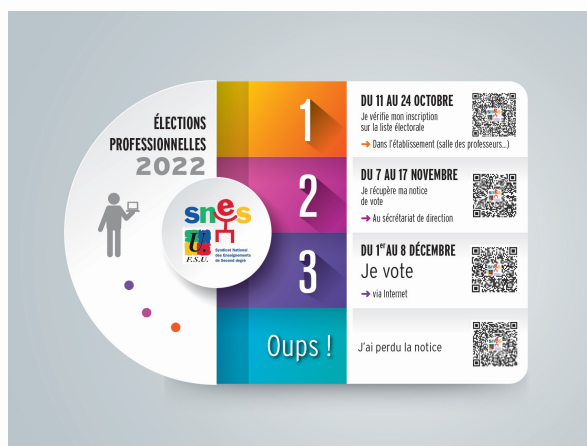 ÉLECTIONS
PROFESSIONNELLES
2022
snes
U.
F.S.U.
Syndicat National
des Enseignements
de Second degré
1
DU 11 AU 24 OCTOBRE
Je vérifie mon inscription
sur la liste électorale
➔ Dans l'établissement (salle des professeurs...)
2
DU 7 AU 17 NOVEMBRE
Je récupère ma notice
de vote
➔ Au sécrétariat de direction
3
DU 1er AU 8 DÉCEMBRE
Je vote
➔ via Internet
Oups !
J'ai perdu la notice